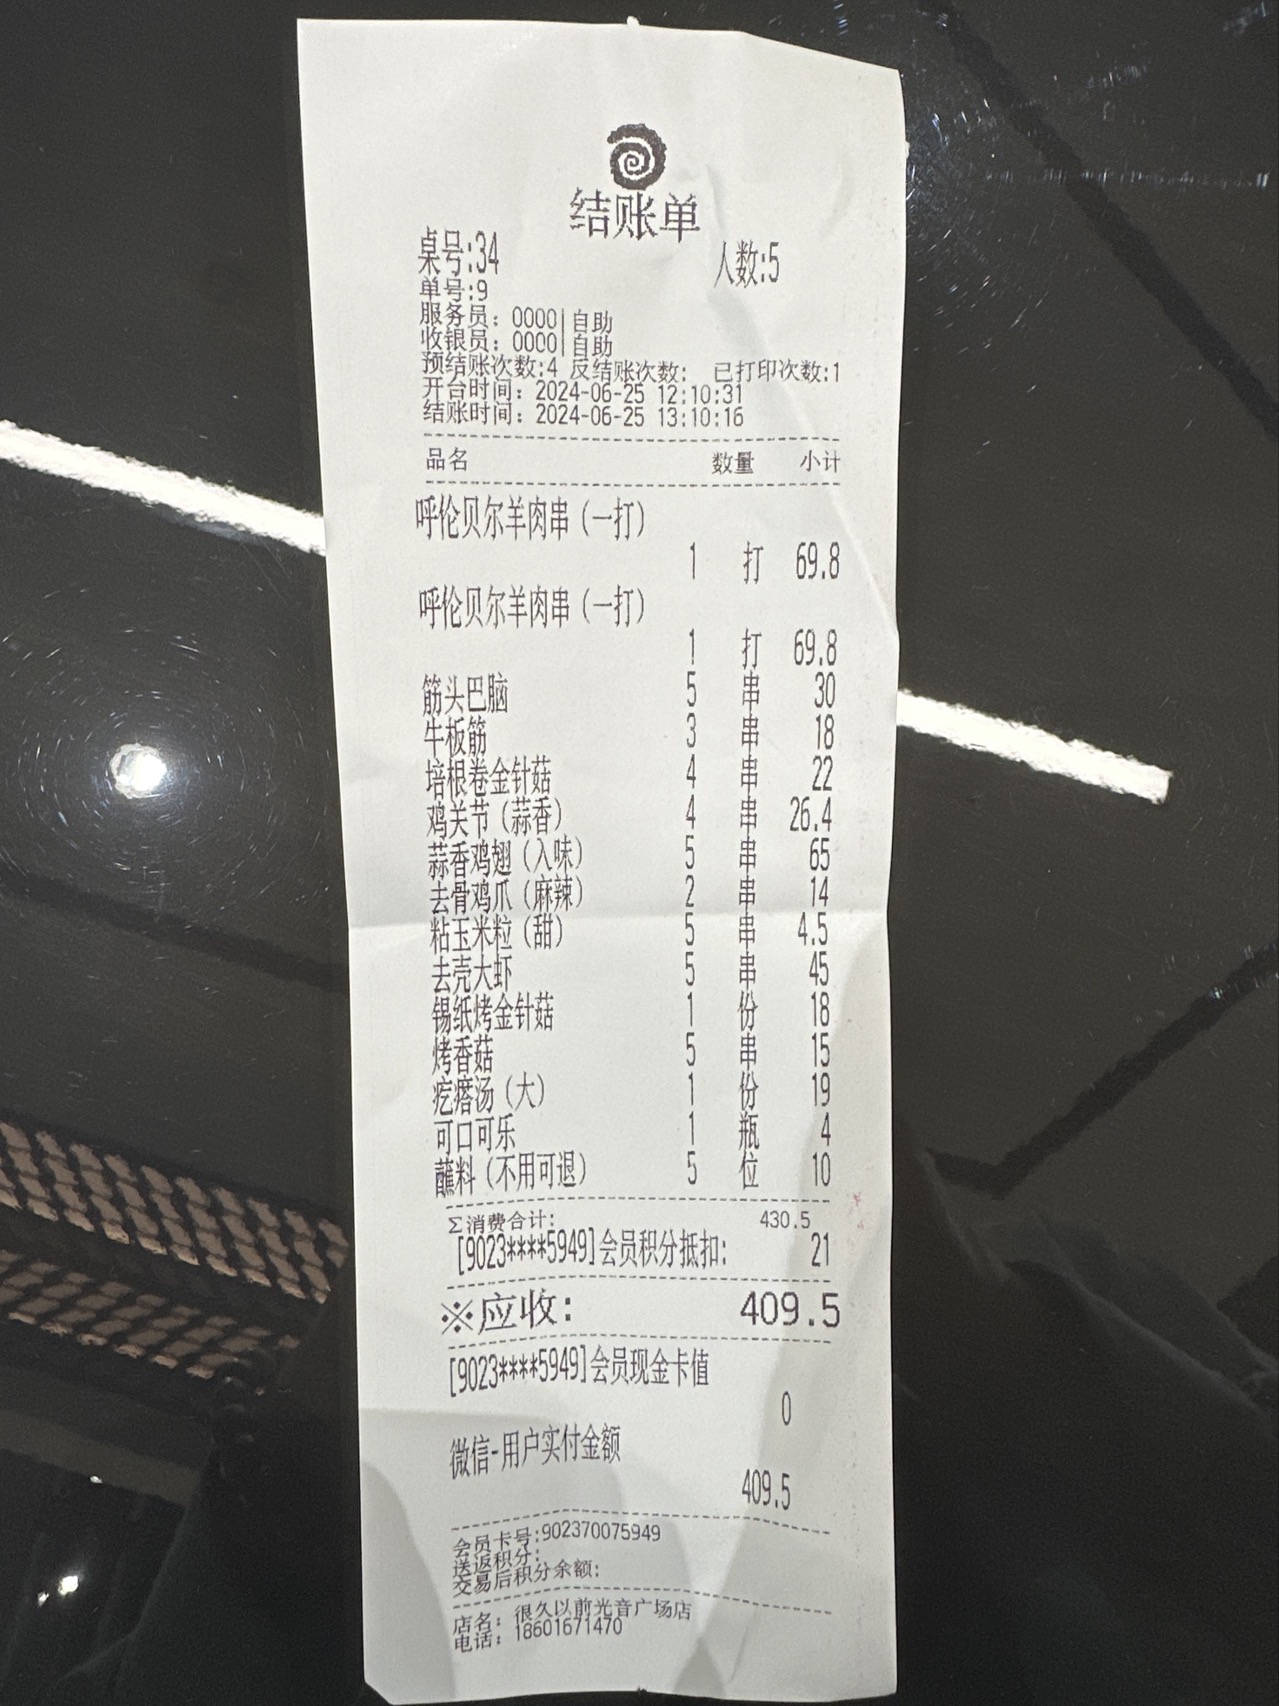 结账单
桌号:34 人数:5
单号:9
服务员: 0000|自助
收银员: 0000|自助
预结账次数:4 反结账次数: 已打印次数:1
开台时间: 2024-06-25 12:10:31
结账时间: 2024-06-25 13:10:16
品名 数量 小计
呼伦贝尔羊肉串(一打)
1 打 69.8
呼伦贝尔羊肉串(一打)
1 打 69.8
筋头巴脑 5 串 30
牛板筋 3 串 18
培根卷金针菇 4 串 22
鸡关节(蒜香) 4 串 26.4
蒜香鸡翅(入味) 5 串 65
去骨鸡爪(麻辣) 2 串 14
粘玉米粒(甜) 5 串 4.5
去壳大虾 5 串 45
锡纸烤金针菇 1 份 18
烤香菇 5 串 15
疙瘩汤(大) 1 份 19
可口可乐 1 瓶 4
蘸料(不用可退) 5 位 10
Σ消费合计: 430.5
[9023****5949]会员积分抵扣: 21
※应收: 409.5
[9023****5949]会员现金卡值
0
微信-用户实付金额
409.5
会员卡号:902370075949
送返积分:
交易后积分余额:
店名: 很久以前光音广场店
电话: 18601671470